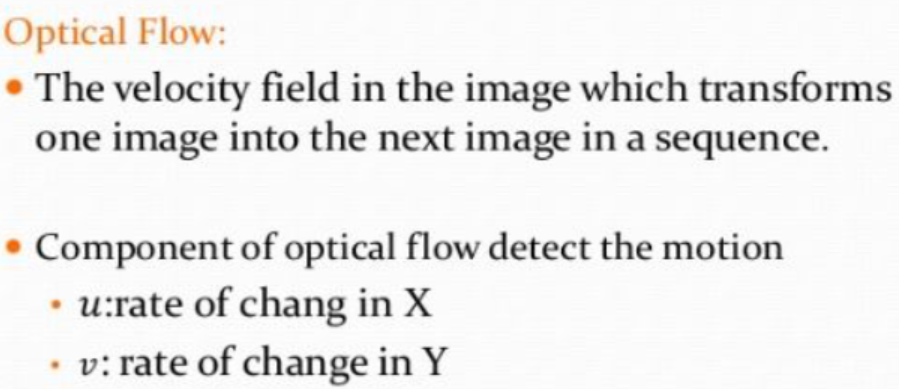 Optical Flow:
• The velocity field in the image which transforms
one image into the next image in a sequence.
• Component of optical flow detect the motion
• u:rate of chang in X
• v: rate of change in Y